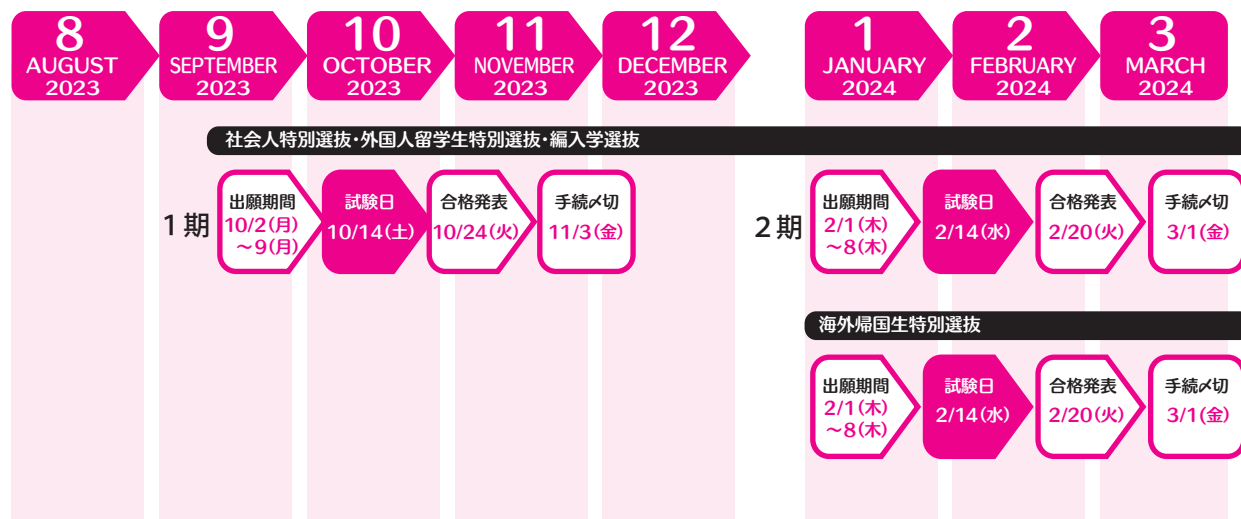 8
AUGUST
2023
9
SEPTEMBER
2023
10
OCTOBER
2023
11
NOVEMBER
2023
12
DECEMBER
2023
1
JANUARY
2024
2
FEBRUARY
2024
3
MARCH
2024
社会人特別選抜・外国人留学生特別選抜・編入学選抜
1期
出願期間
10/2(月)
〜9(月)
試験日
10/14(土)
合格発表
10/24(火)
手続〆切
11/3(金)
2期
出願期間
2/1(木)
〜8(木)
試験日
2/14(水)
合格発表
2/20(火)
手続〆切
3/1(金)
海外帰国生特別選抜
出願期間
2/1(木)
〜8(木)
試験日
2/14(水)
合格発表
2/20(火)
手続〆切
3/1(金)